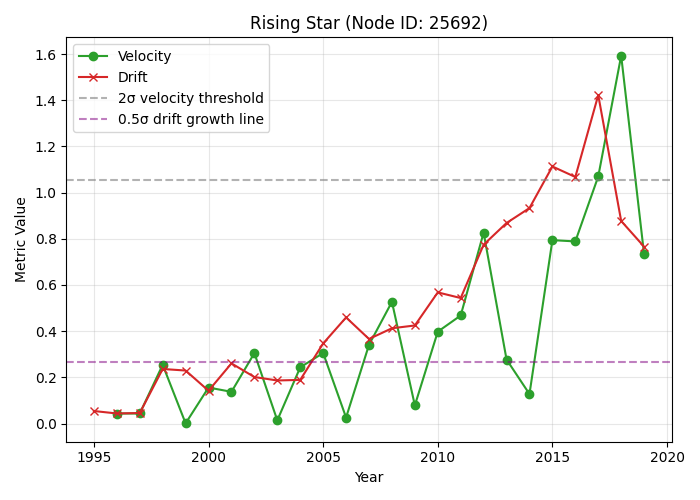 Rising Star (Node ID: 25692)
Velocity
Drift
2σ velocity threshold
0.5σ drift growth line
Metric Value
1.6
1.4
1.2
1.0
0.8
0.6
0.4
0.2
0.0
1995 2000 2005 2010 2015 2020
Year